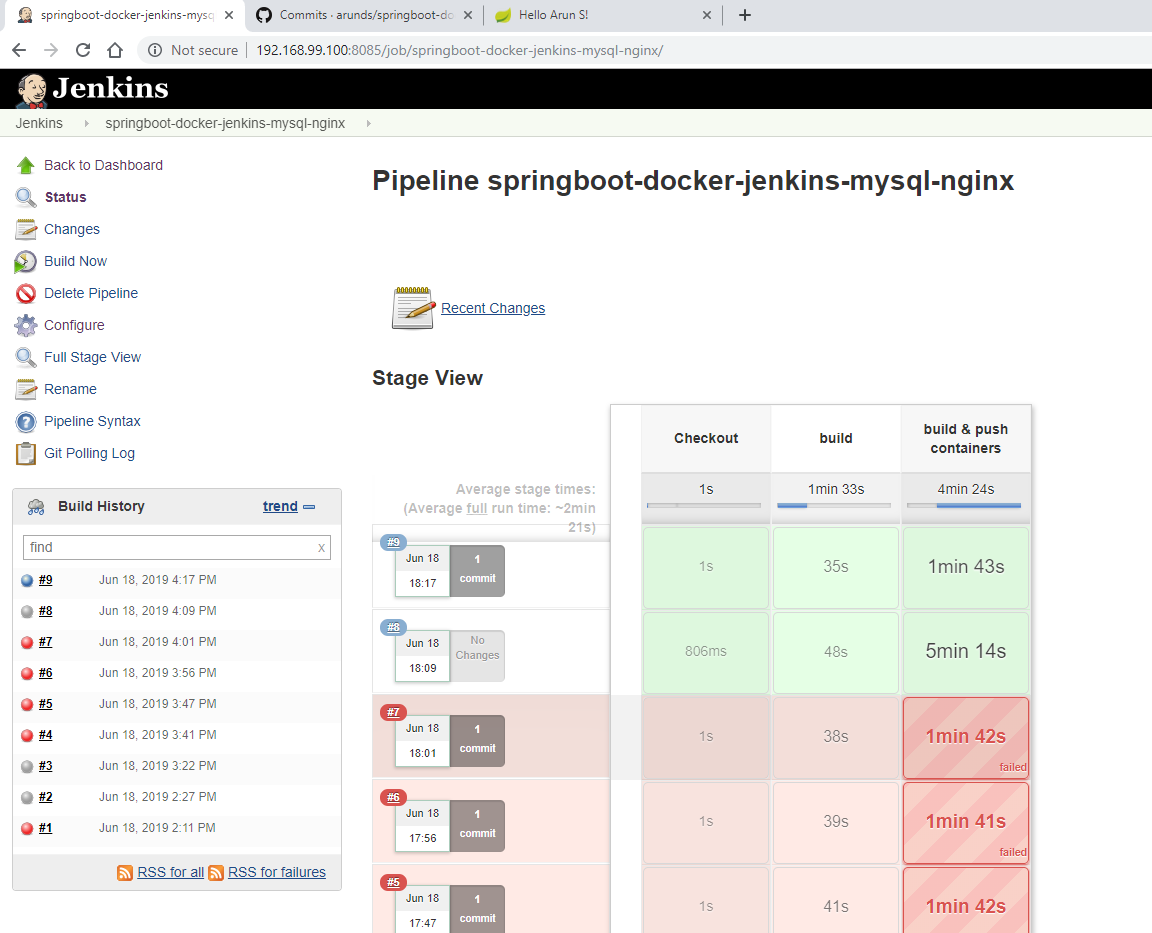 springboot-docker-jenkins-mysq
Commits · arunds/springboot-do
Hello Arun S!
Not secure
192.168.99.100:8085/job/springboot-docker-jenkins-mysql-nginx/
Jenkins
Jenkins
springboot-docker-jenkins-mysql-nginx
Back to Dashboard
Status
Changes
Build Now
Delete Pipeline
Configure
Full Stage View
Rename
Pipeline Syntax
Git Polling Log
Build History
trend
find
x
#9 Jun 18, 2019 4:17 PM
#8 Jun 18, 2019 4:09 PM
#7 Jun 18, 2019 4:01 PM
#6 Jun 18, 2019 3:56 PM
#5 Jun 18, 2019 3:47 PM
#4 Jun 18, 2019 3:41 PM
#3 Jun 18, 2019 3:22 PM
#2 Jun 18, 2019 2:27 PM
#1 Jun 18, 2019 2:11 PM
RSS for all
RSS for failures
Pipeline springboot-docker-jenkins-mysql-nginx
Recent Changes
Stage View
Checkout
build
build & push
containers
Average stage times:
(Average full run time: ~2min
21s)
1s
1min 33s
4min 24s
#9
Jun 18
18:17
1
commit
1s
35s
1min 43s
#8
Jun 18
18:09
No
Changes
806ms
48s
5min 14s
#7
Jun 18
18:01
1
commit
1s
38s
1min 42s
failed
#6
Jun 18
17:56
1
commit
1s
39s
1min 41s
failed
#5
Jun 18
17:47
1
commit
1s
41s
1min 42s